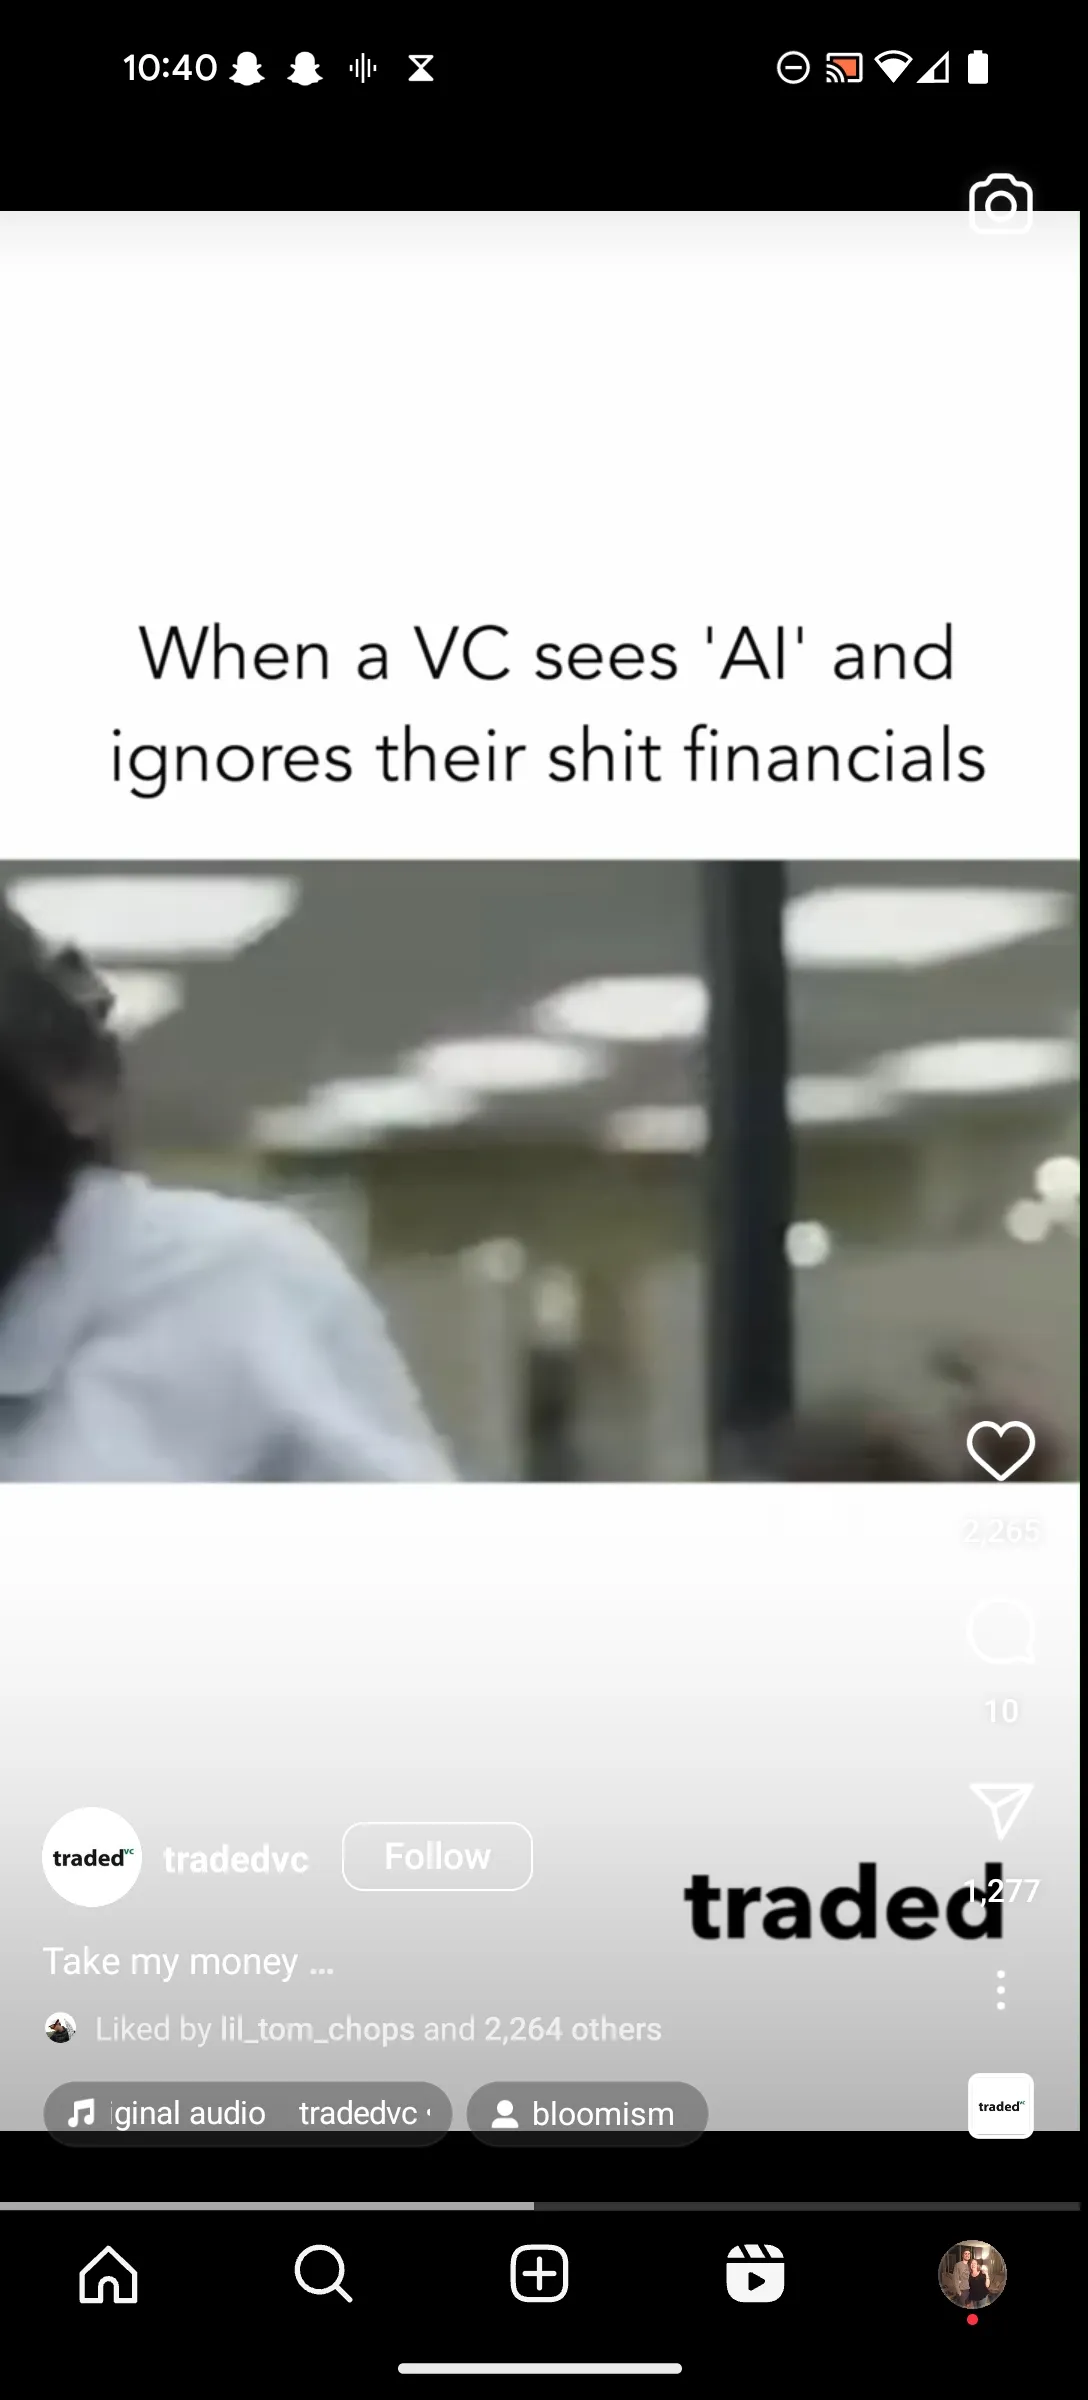 10:40
When a VC sees 'AI' and
ignores their shit financials
2,265
10
1,277
traded
tradedvc
tradedvc
Follow
Take my money ...
Liked by lil_tom_chops and 2,264 others
iginal audio tradedvc •
bloomism
tradedvc